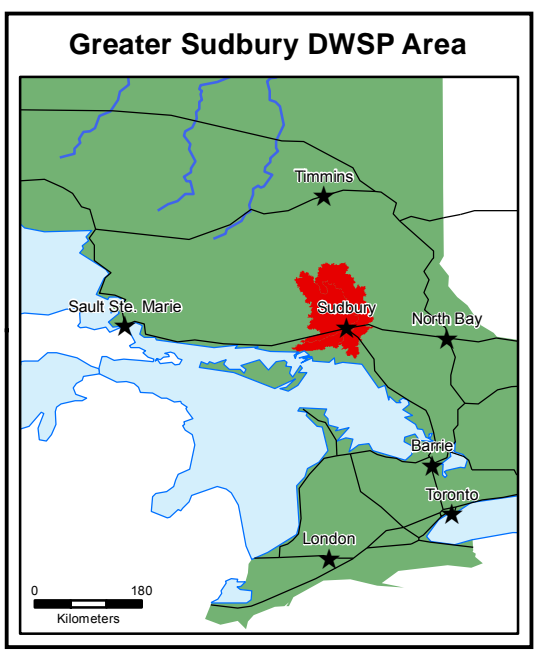 Greater Sudbury DWSP Area
Timmins
Sault Ste. Marie
Sudbury
North Bay
Barrie
Toronto
London
0 180
Kilometers